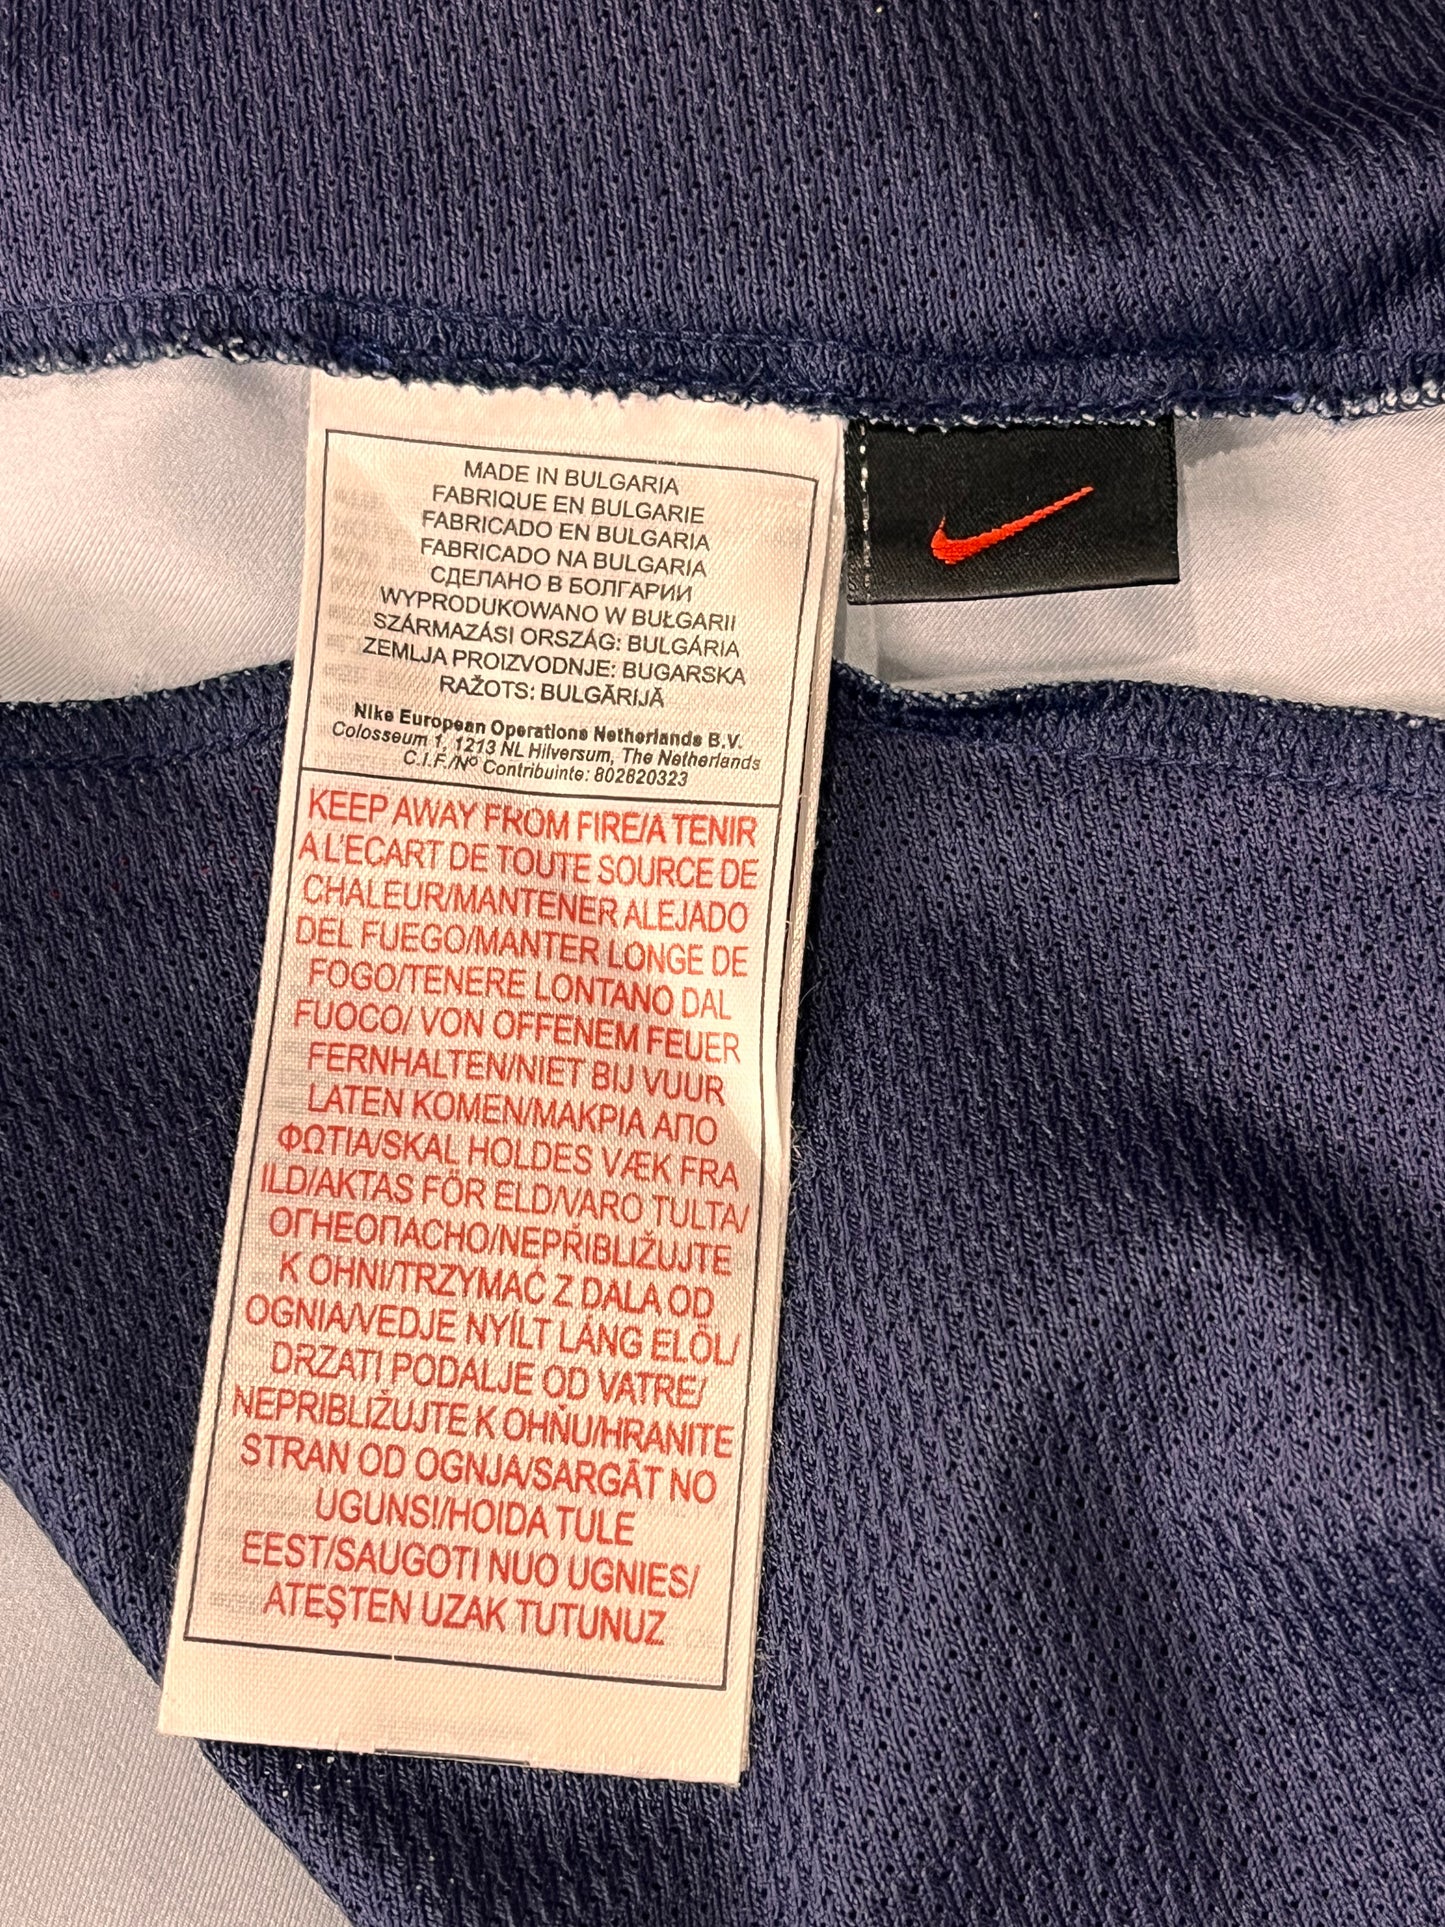 MADE IN BULGARIA
FABRIQUE EN BULGARIE
FABRICADO EN BULGARIA
FABRICADO NA BULGARIA
СДЕЛАНО В БОЛГАРИИ
WYPRODUKOWANO W BUŁGARII
SZÁRMAZÁSI ORSZÁG: BULGÁRIA
ZEMLJA PROIZVODNJE: BUGARSKA
RAŽOTS: BULGĀRIJĀ
Nike European Operations Netherlands B.V.
Colosseum 1, 1213 NL Hilversum, The Netherlands
C.I.F./Nº Contribuinte: 802820323
KEEP AWAY FROM FIRE/A TENIR
A L'ECART DE TOUTE SOURCE DE
CHALEUR/MANTENER ALEJADO
DEL FUEGO/MANTER LONGE DE
FOGO/TENERE LONTANO DAL
FUOCO/ VON OFFENEM FEUER
FERNHALTEN/NIET BIJ VUUR
LATEN KOMEN/ΜΑΚΡΙΑ ΑΠΟ
ΦΩΤΙΑ/SKAL HOLDES VÆK FRA
ILD/AKTAS FÖR ELD/VARO TULTA/
ОГНЕОПАСНО/NEPŘIBLIŽUJTE
K OHNI/TRZYMAĆ Z DALA OD
OGNIA/VEDJE NYÍLT LÁNG ELŐL/
DRZATI PODALJE OD VATRE/
NEPRIBLIŽUJTE K OHŇU/HRANITE
STRAN OD OGNJA/SARGĀT NO
UGUNS!/HOIDA TULE
EEST/SAUGOTI NUO UGNIES/
ATEŞTEN UZAK TUTUNUZ